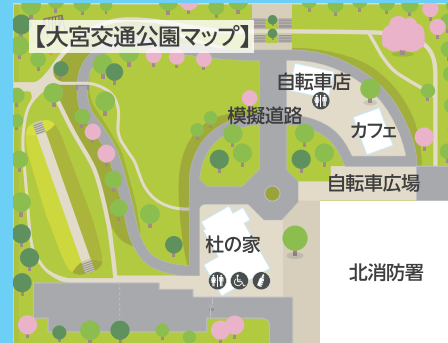 【大宮交通公園マップ】
自転車店
模擬道路
カフェ
自転車広場
杜の家
北消防署